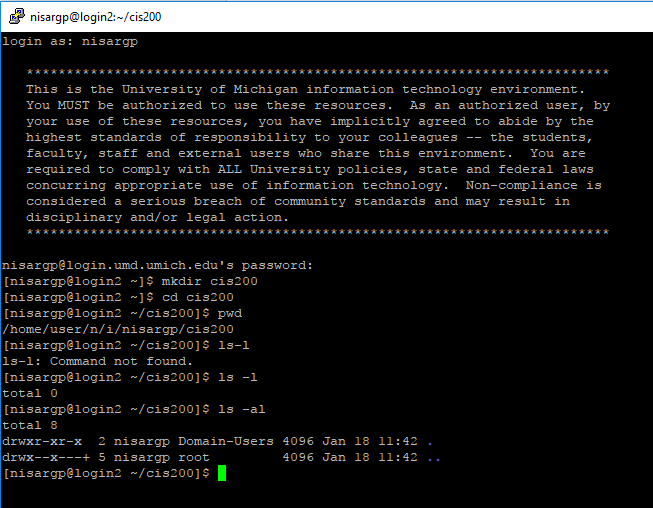 nisargp@login2:~/cis200
login as: nisargp
*************************************************************************
This is the University of Michigan information technology environment.
You MUST be authorized to use these resources.  As an authorized user, by
your use of these resources, you have implicitly agreed to abide by the
highest standards of responsibility to your colleagues -- the students,
faculty, staff and external users who share this environment.  You are
required to comply with ALL University policies, state and federal laws
concurring appropriate use of information technology.  Non-compliance is
considered a serious breach of community standards and may result in
disciplinary and/or legal action.
*************************************************************************
nisargp@login.umd.umich.edu's password:
[nisargp@login2 ~]$ mkdir cis200
[nisargp@login2 ~]$ cd cis200
[nisargp@login2 ~/cis200]$ pwd
/home/user/n/i/nisargp/cis200
[nisargp@login2 ~/cis200]$ ls-l
ls-l: Command not found.
[nisargp@login2 ~/cis200]$ ls -l
total 0
[nisargp@login2 ~/cis200]$ ls -al
total 8
drwxr-xr-x  2 nisargp Domain-Users 4096 Jan 18 11:42 .
drwx--x---+ 5 nisargp root         4096 Jan 18 11:42 ..
[nisargp@login2 ~/cis200]$